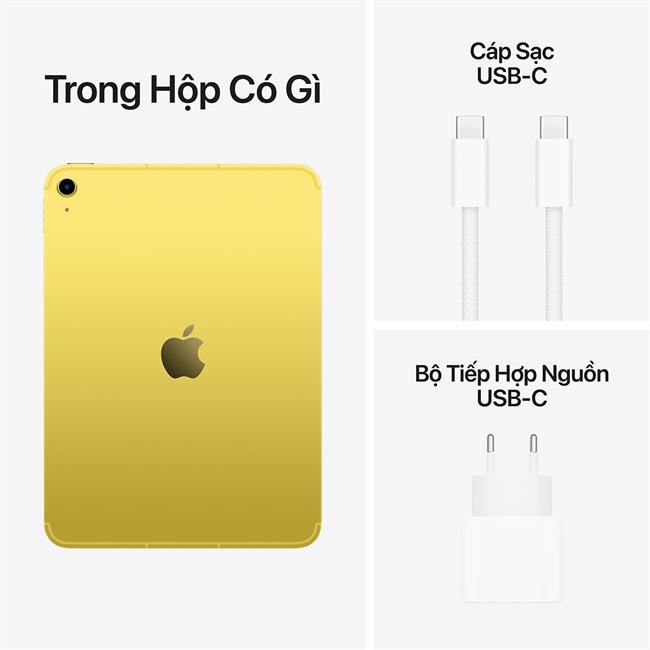 Trong Hộp Có Gì
Cáp Sạc
USB-C
Bộ Tiếp Hợp Nguồn
USB-C